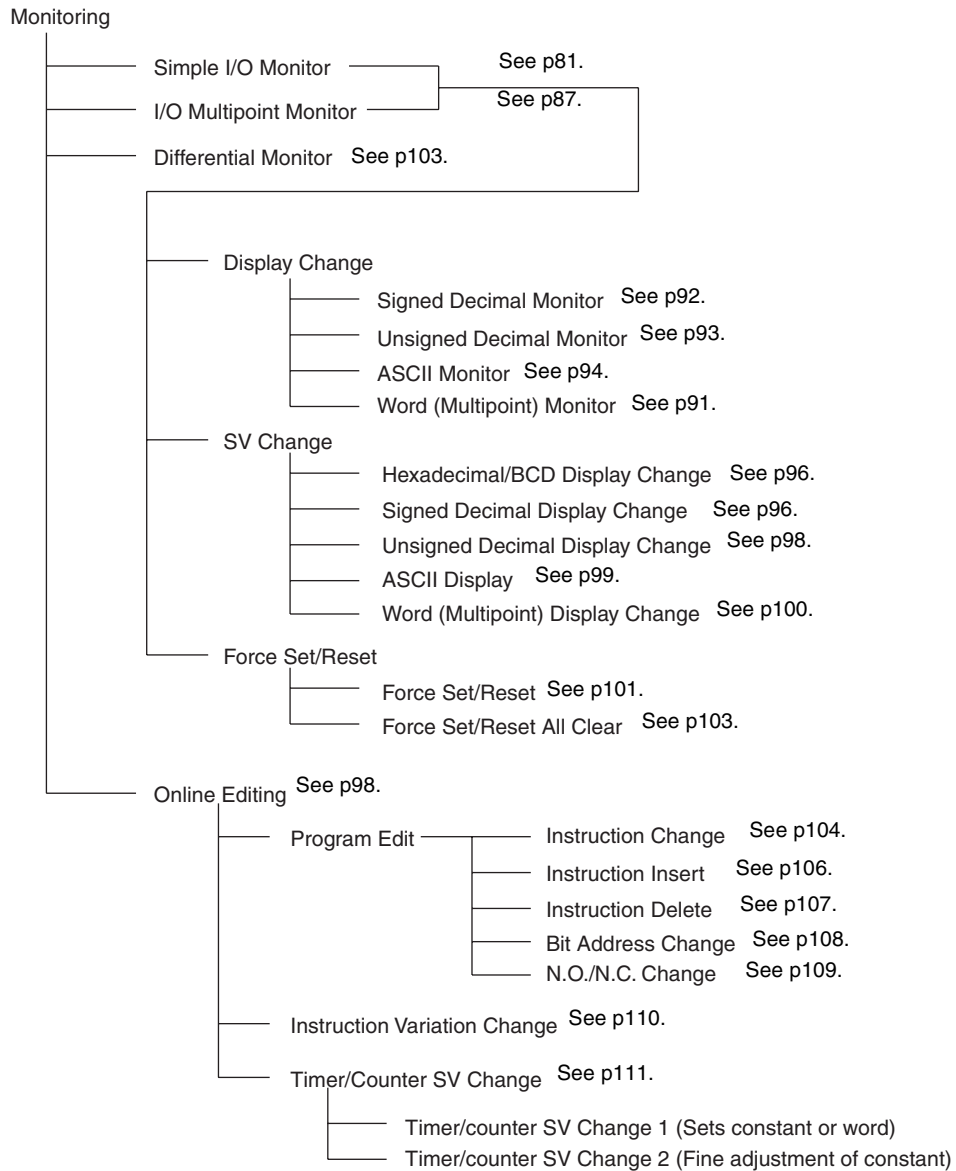 Monitoring
Simple I/O Monitor See p81.
I/O Multipoint Monitor See p87.
Differential Monitor See p103.
Display Change
Signed Decimal Monitor See p92.
Unsigned Decimal Monitor See p93.
ASCII Monitor See p94.
Word (Multipoint) Monitor See p91.
SV Change
Hexadecimal/BCD Display Change See p96.
Signed Decimal Display Change See p96.
Unsigned Decimal Display Change See p98.
ASCII Display See p99.
Word (Multipoint) Display Change See p100.
Force Set/Reset
Force Set/Reset See p101.
Force Set/Reset All Clear See p103.
Online Editing See p98.
Program Edit Instruction Change See p104.
Instruction Insert See p106.
Instruction Delete See p107.
Bit Address Change See p108.
N.O./N.C. Change See p109.
Instruction Variation Change See p110.
Timer/Counter SV Change See p111.
Timer/counter SV Change 1 (Sets constant or word)
Timer/counter SV Change 2 (Fine adjustment of constant)